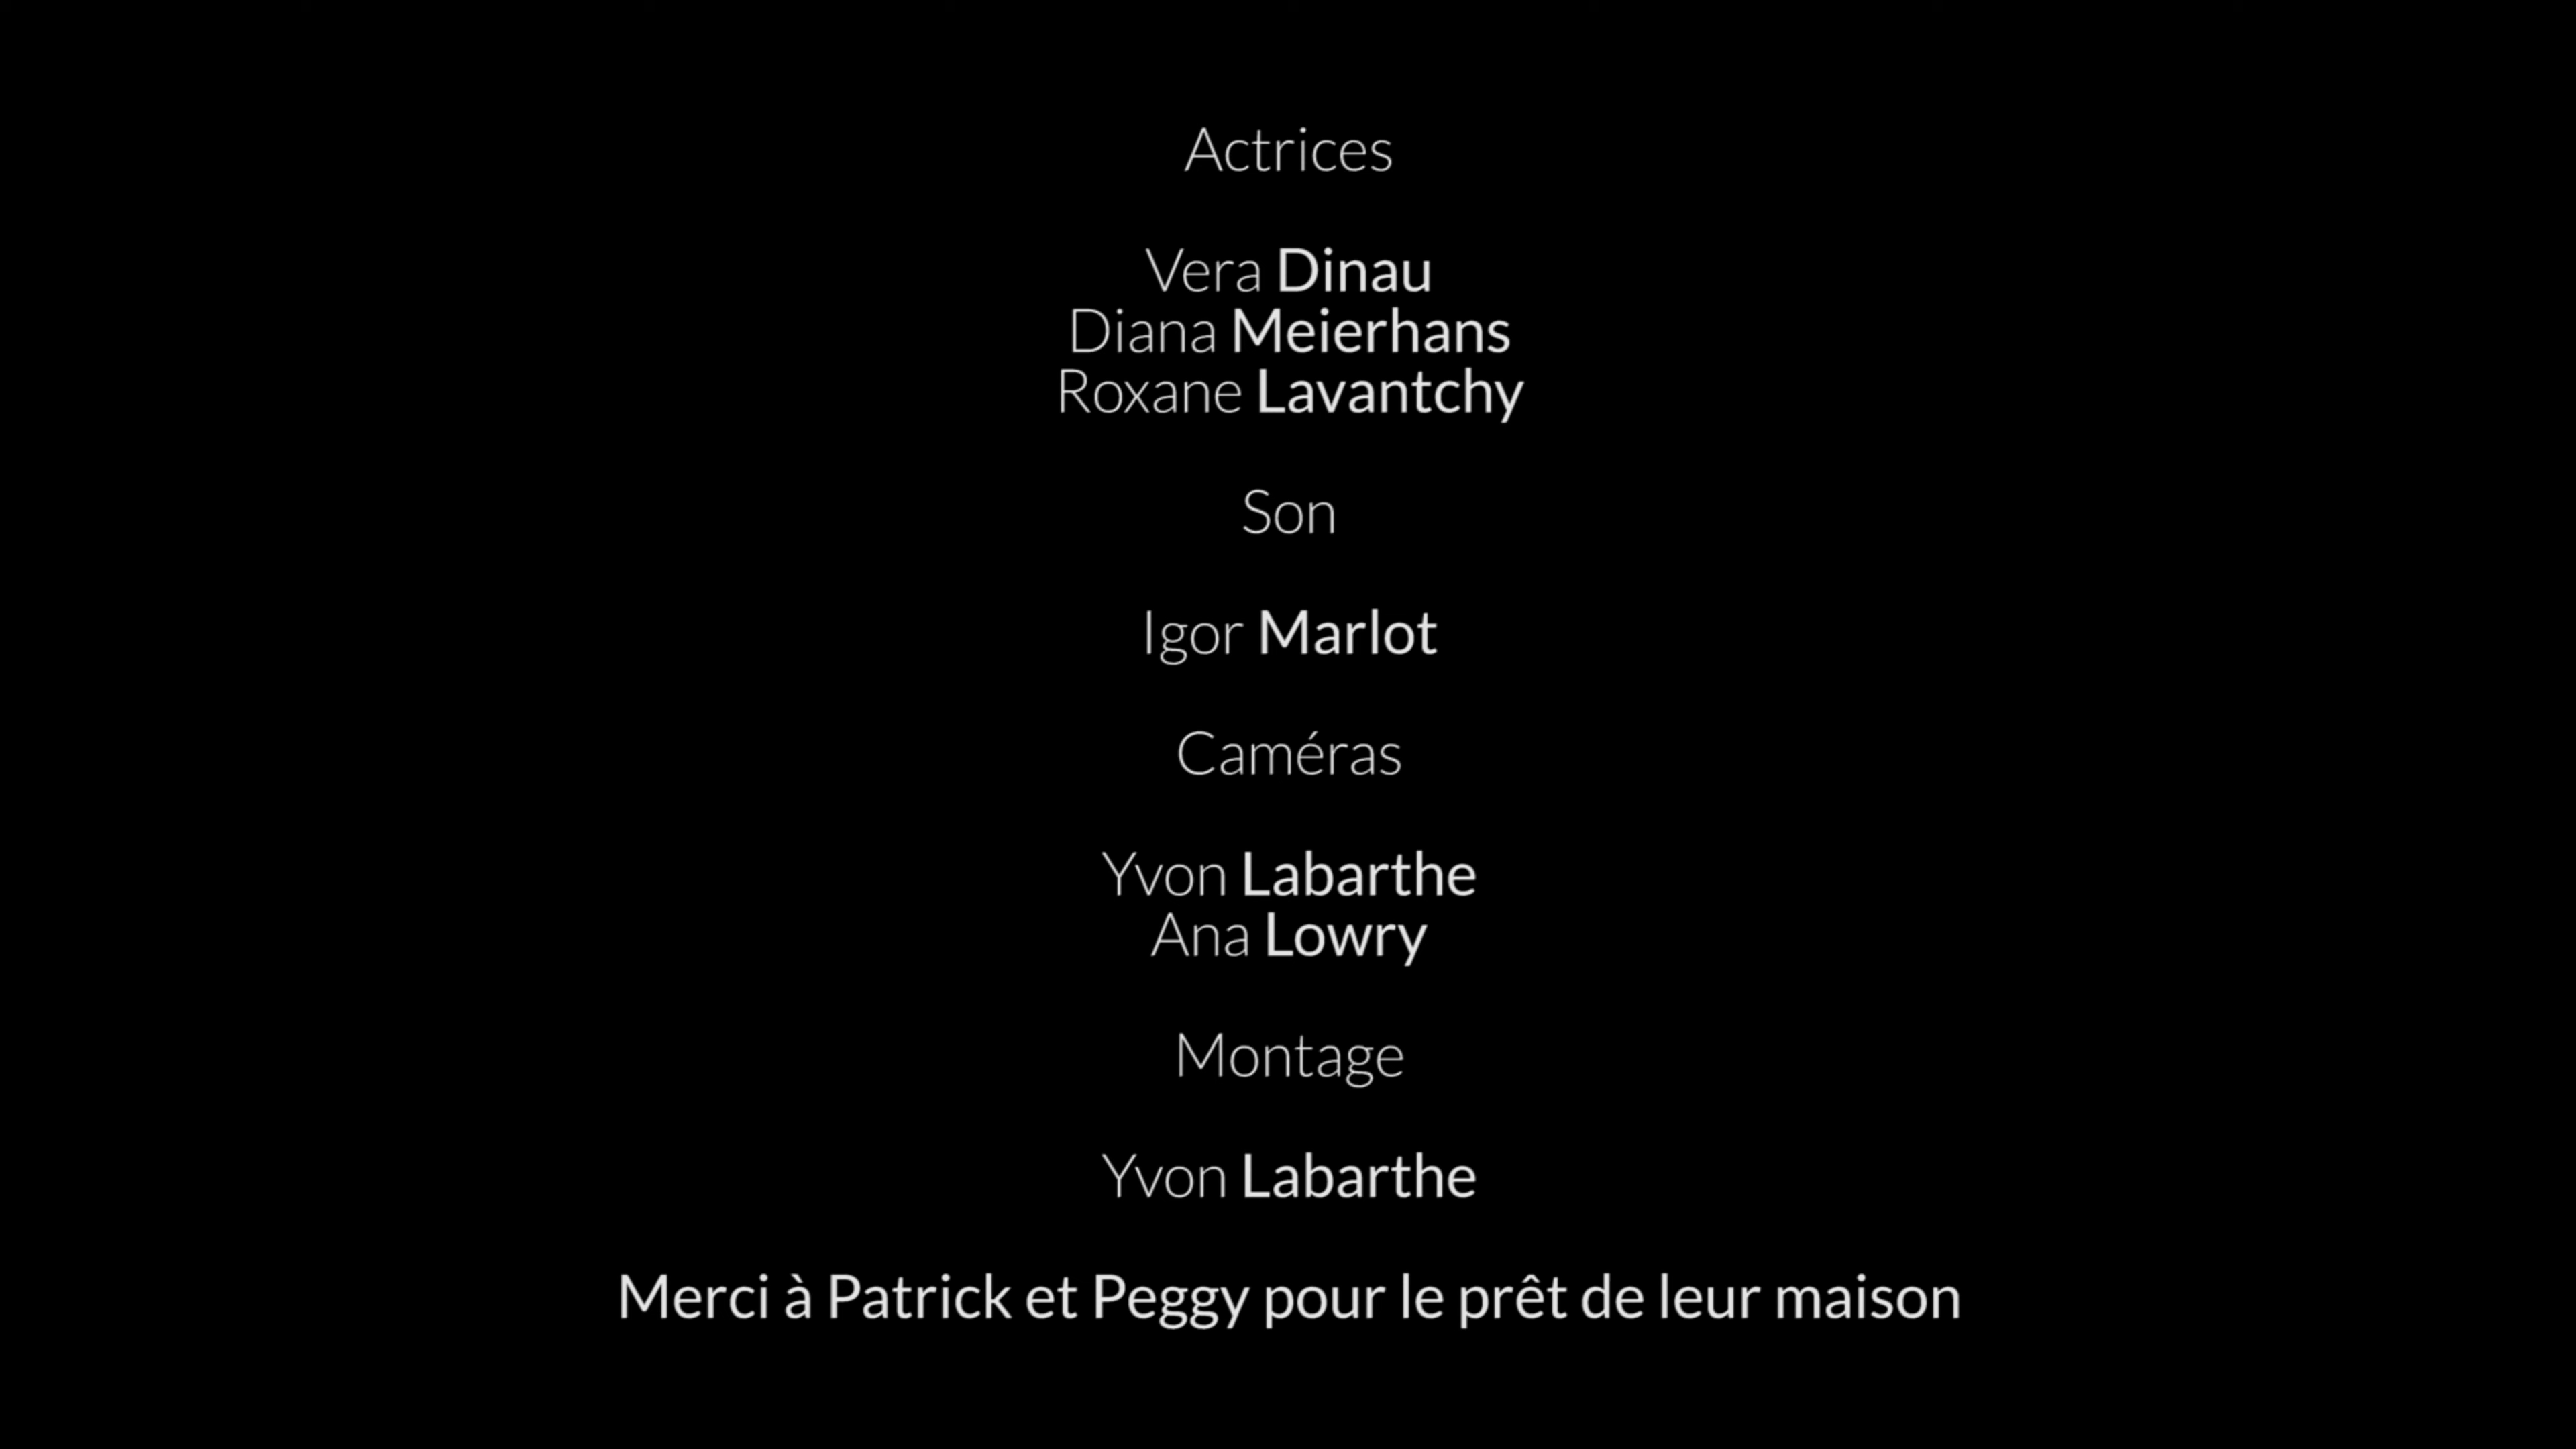 Actrices
Vera Dinau
Diana Meierhans
Roxane Lavantchy
Son
Igor Marlot
Caméras
Yvon Labarthe
Ana Lowry
Montage
Yvon Labarthe
Merci à Patrick et Peggy pour le prêt de leur maison